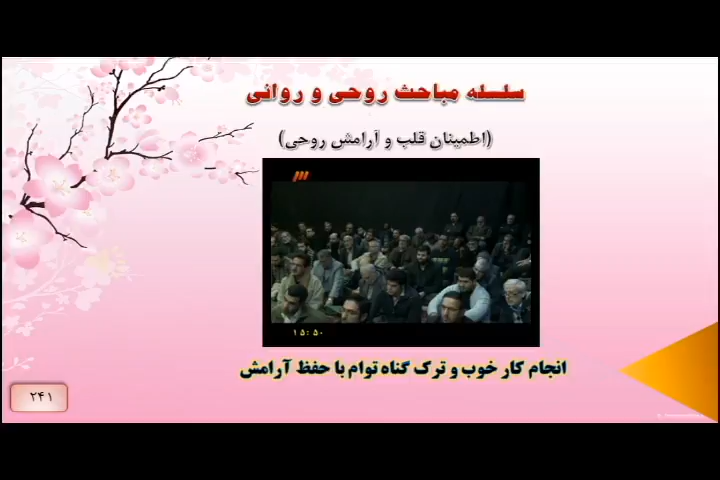 سلسله مباحث روحی و روانی
(اطمینان قلب و آرامش روحی)
۱۵:۵۰
انجام کار خوب و ترک گناه توام با حفظ آرامش
۲۴۱